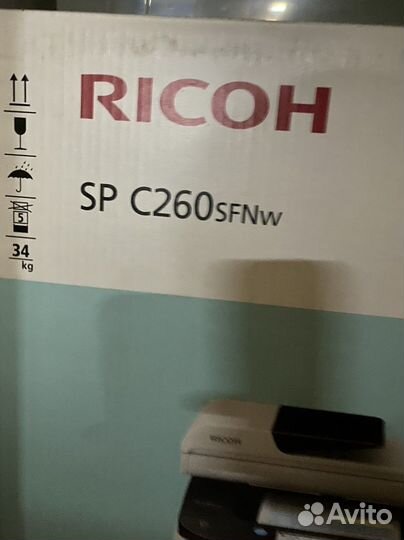 RICOH
SP C260SFNw
5
34
kg
RICOH
Avito